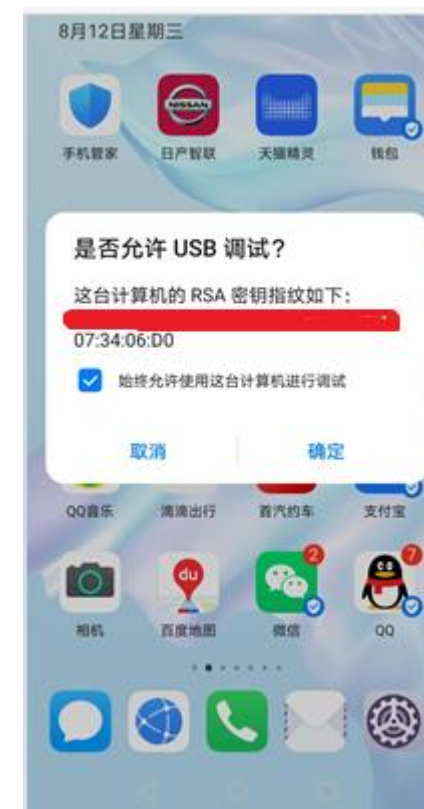 8月12日星期三
NISSAN
手机管家
日产智联
天猫精灵
钱包
是否允许 USB 调试？
这台计算机的 RSA 密钥指纹如下：
07:34:06:D0
始终允许使用这台计算机进行调试
取消
确定
QQ音乐
滴滴出行
首汽约车
支付宝
du
2
7
相机
百度地图
微信
QQ